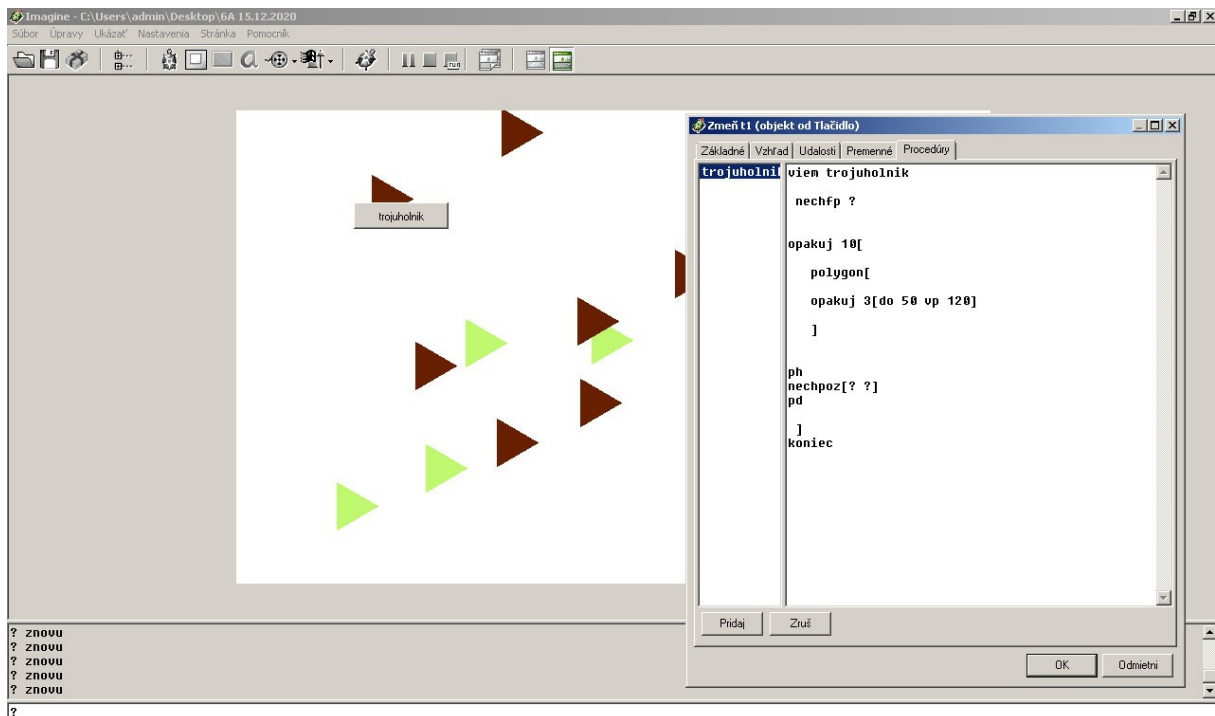 Imagine - C:\Users\admin\Desktop\6A 15.12.2020
Súbor Úpravy Ukázať Nastavenia Stránka Pomocník
run
trojuholnik
Zmeň t1 (objekt od Tlačidlo)
Základné Vzhľad Udalosti Premenné Procedúry
trojuholnik
viem trojuholnik
nechfp ?
opakuj 10[
polygon[
opakuj 3[do 50 vp 120]
]
ph
nechpoz[? ?]
pd
]
koniec
Pridaj Zruš
OK Odmietni
? znovu
? znovu
? znovu
? znovu
? znovu
?